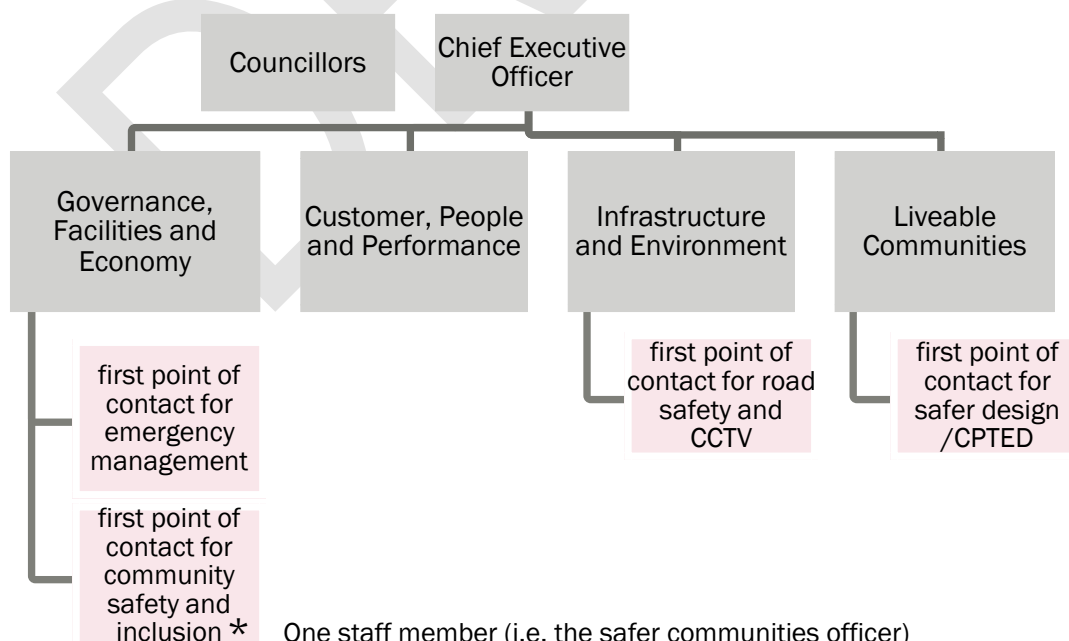 Councillors
Chief Executive
Officer
Governance,
Facilities and
Economy
Customer, People
and Performance
Infrastructure
and Environment
Liveable
Communities
first point of
contact for
emergency
management
first point of
contact for road
safety and
CCTV
first point of
contact for
safer design
/CPTED
first point of
contact for
community
safety and
inclusion *
One staff member (i.e. the safer communities officer)